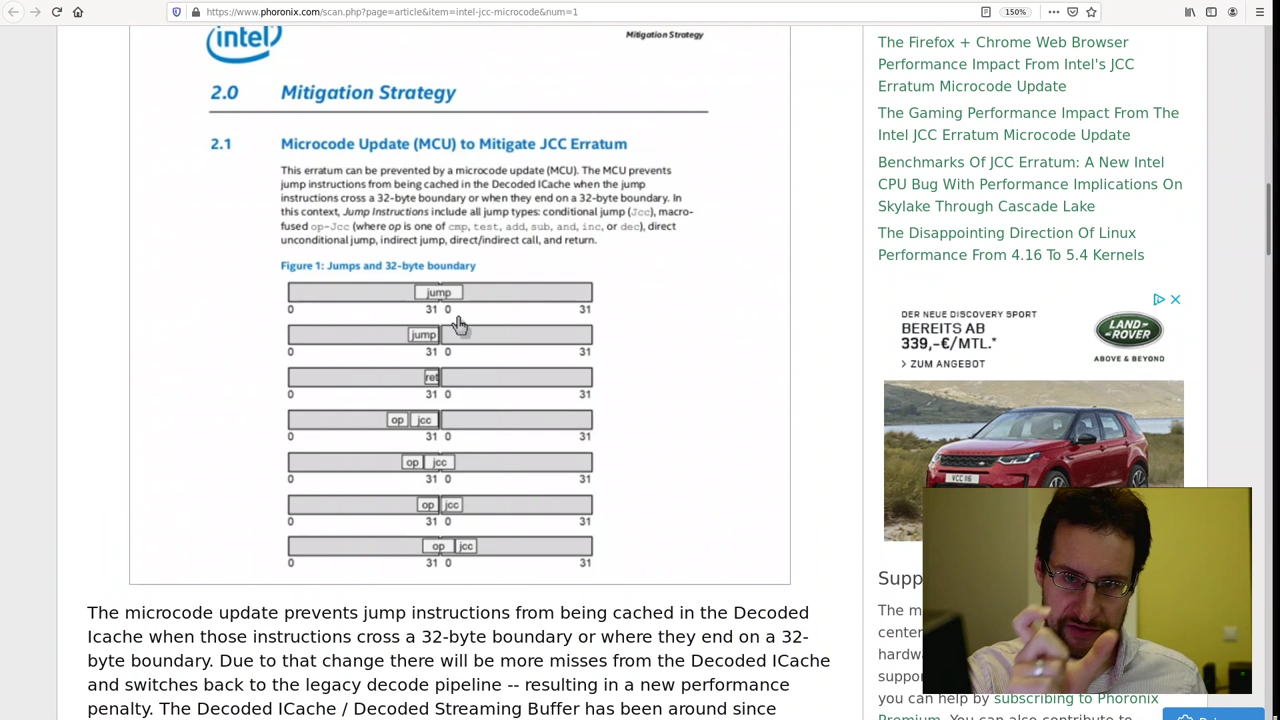 https://www.phoronix.com/scan.php?page=article&item=intel-jcc-microcode&num=1
150%
intel
Mitigation Strategy
2.0 Mitigation Strategy
2.1 Microcode Update (MCU) to Mitigate JCC Erratum
This erratum can be prevented by a microcode update (MCU). The MCU prevents
jump instructions from being cached in the Decoded ICache when the jump
instructions cross a 32-byte boundary or when they end on a 32-byte boundary. In
this context, Jump Instructions include all jump types: conditional jump (Jcc), macro-
fused op-Jcc (where op is one of cmp, test, add, sub, and, inc, or dec), direct
unconditional jump, indirect jump, direct/indirect call, and return.
Figure 1: Jumps and 32-byte boundary
jump
0 31 0 31
jump
0 31 0 31
ret
0 31 0 31
op jcc
0 31 0 31
op jcc
0 31 0 31
op jcc
0 31 0 31
op jcc
0 31 0 31
The microcode update prevents jump instructions from being cached in the Decoded
Icache when those instructions cross a 32-byte boundary or where they end on a 32-
byte boundary. Due to that change there will be more misses from the Decoded ICache
and switches back to the legacy decode pipeline -- resulting in a new performance
penalty. The Decoded ICache / Decoded Streaming Buffer has been around since
The Firefox + Chrome Web Browser
Performance Impact From Intel's JCC
Erratum Microcode Update
The Gaming Performance Impact From The
Intel JCC Erratum Microcode Update
Benchmarks Of JCC Erratum: A New Intel
CPU Bug With Performance Implications On
Skylake Through Cascade Lake
The Disappointing Direction Of Linux
Performance From 4.16 To 5.4 Kernels
DER NEUE DISCOVERY SPORT
BEREITS AB
339,-€/MTL.*
> ZUM ANGEBOT
LAND-
ROVER
ABOVE & BEYOND
VCC 116
Supp
The m
center
hardw
suppor
you can help by subscribing to Phoronix
Premium. You can also contribute to